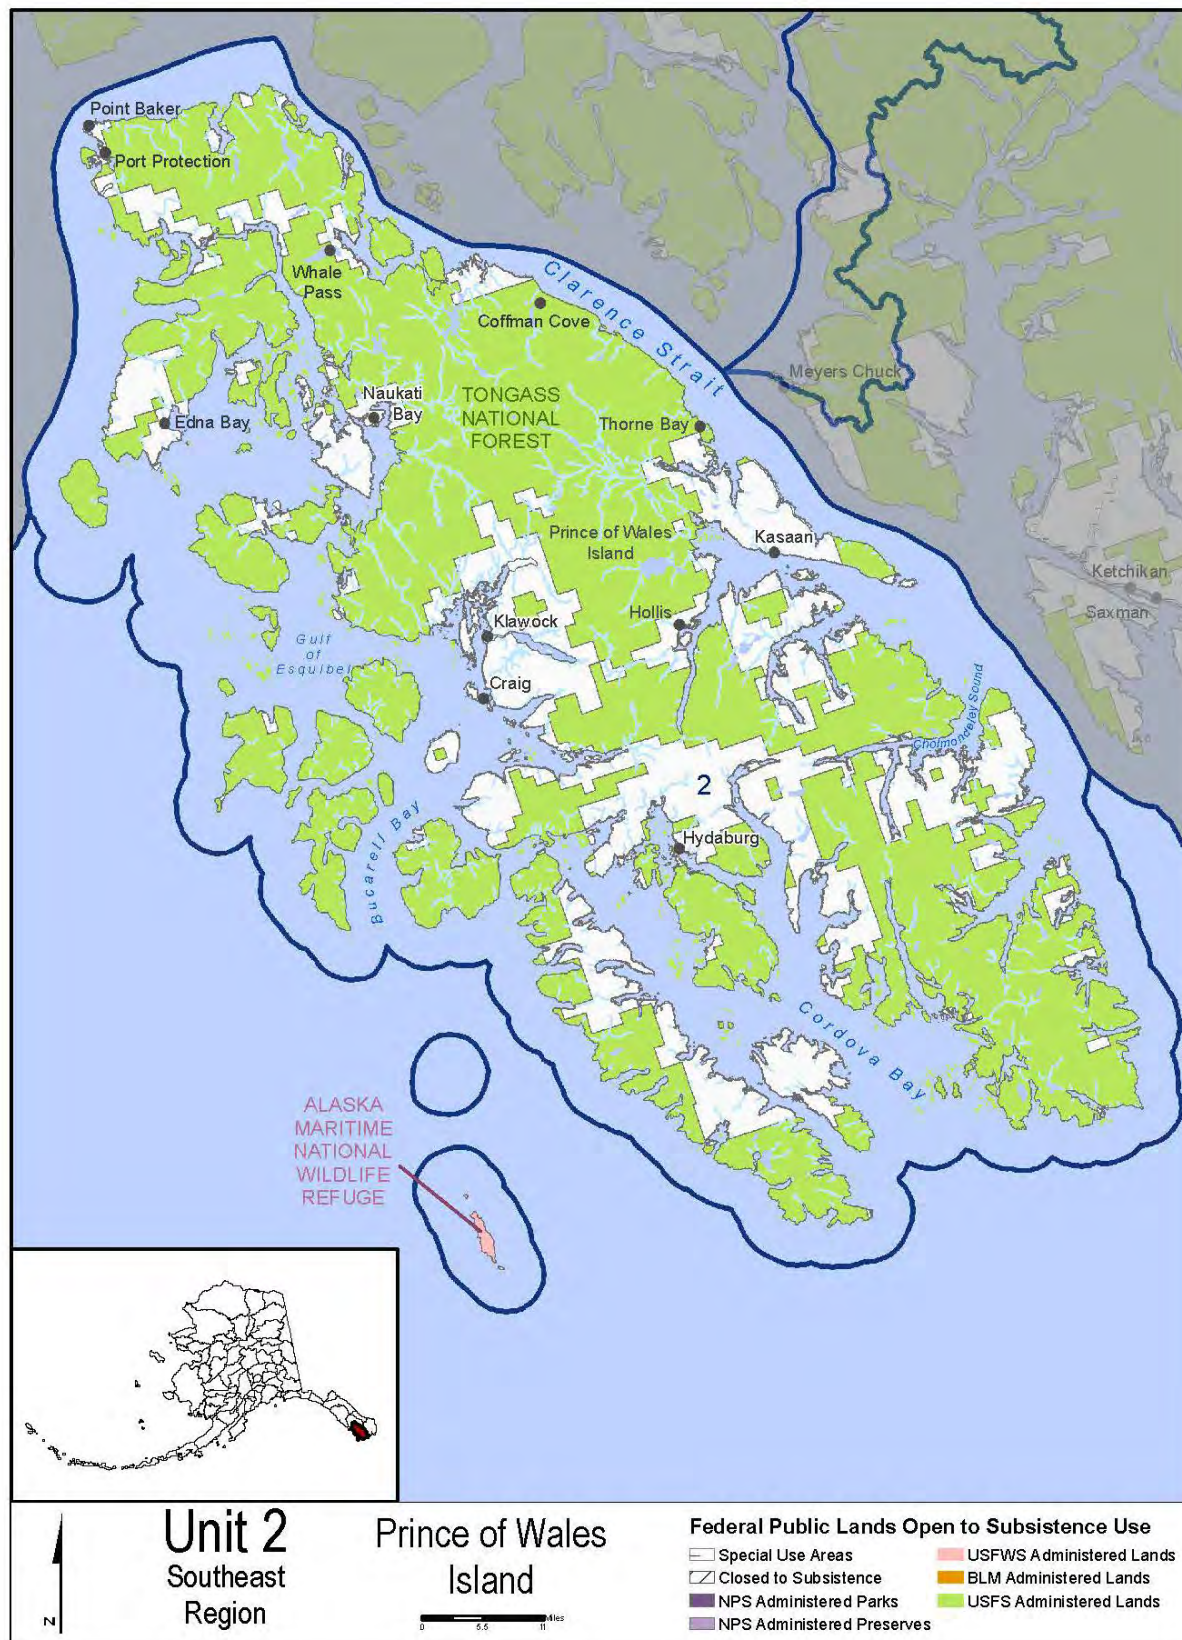 Point Baker
Port Protection
Whale
Pass
Clarence Strait
Coffman Cove
Meyers Chuck
Naukati
Bay
TONGASS
NATIONAL
FOREST
Edna Bay
Thorne Bay
Prince of Wales
Island
Kasaan
Ketchikan
Saxman
Hollis
Klawock
Gulf
of
Esquibel
Craig
Cholmondeley Sound
2
Bucareli Bay
Hydaburg
Cordova Bay
ALASKA
MARITIME
NATIONAL
WILDLIFE
REFUGE
N
Unit 2
Southeast
Region
Prince of Wales
Island
Miles
0 5.5 11
Federal Public Lands Open to Subsistence Use
Special Use Areas
Closed to Subsistence
NPS Administered Parks
NPS Administered Preserves
USFWS Administered Lands
BLM Administered Lands
USFS Administered Lands